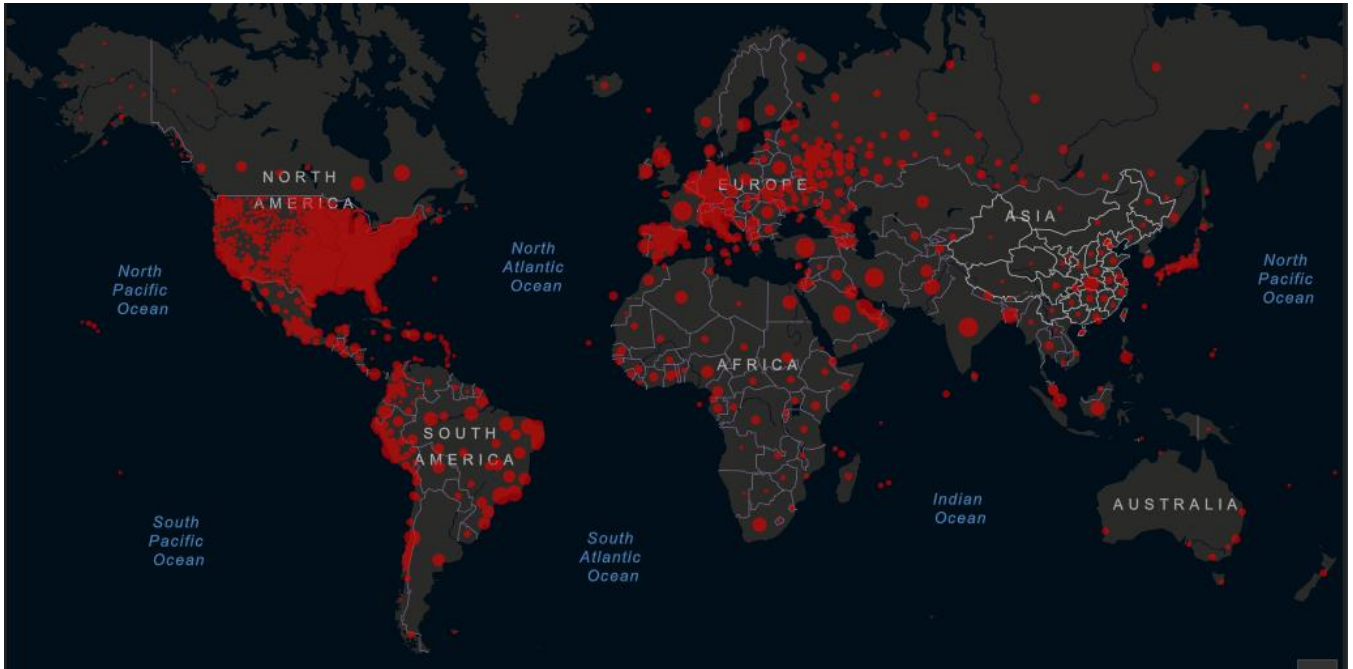 NORTH
AMERICA
EUROPE
ASIA
North
Pacific
Ocean
North
Atlantic
Ocean
North
Pacific
Ocean
AFRICA
SOUTH
AMERICA
South
Pacific
Ocean
South
Atlantic
Ocean
Indian
Ocean
AUSTRALIA